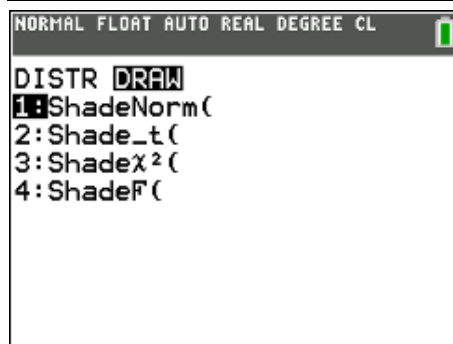 NORMAL FLOAT AUTO REAL DEGREE CL
DISTR DRAW
1:ShadeNorm(
2:Shade_t(
3:Shadeχ²(
4:ShadeF(